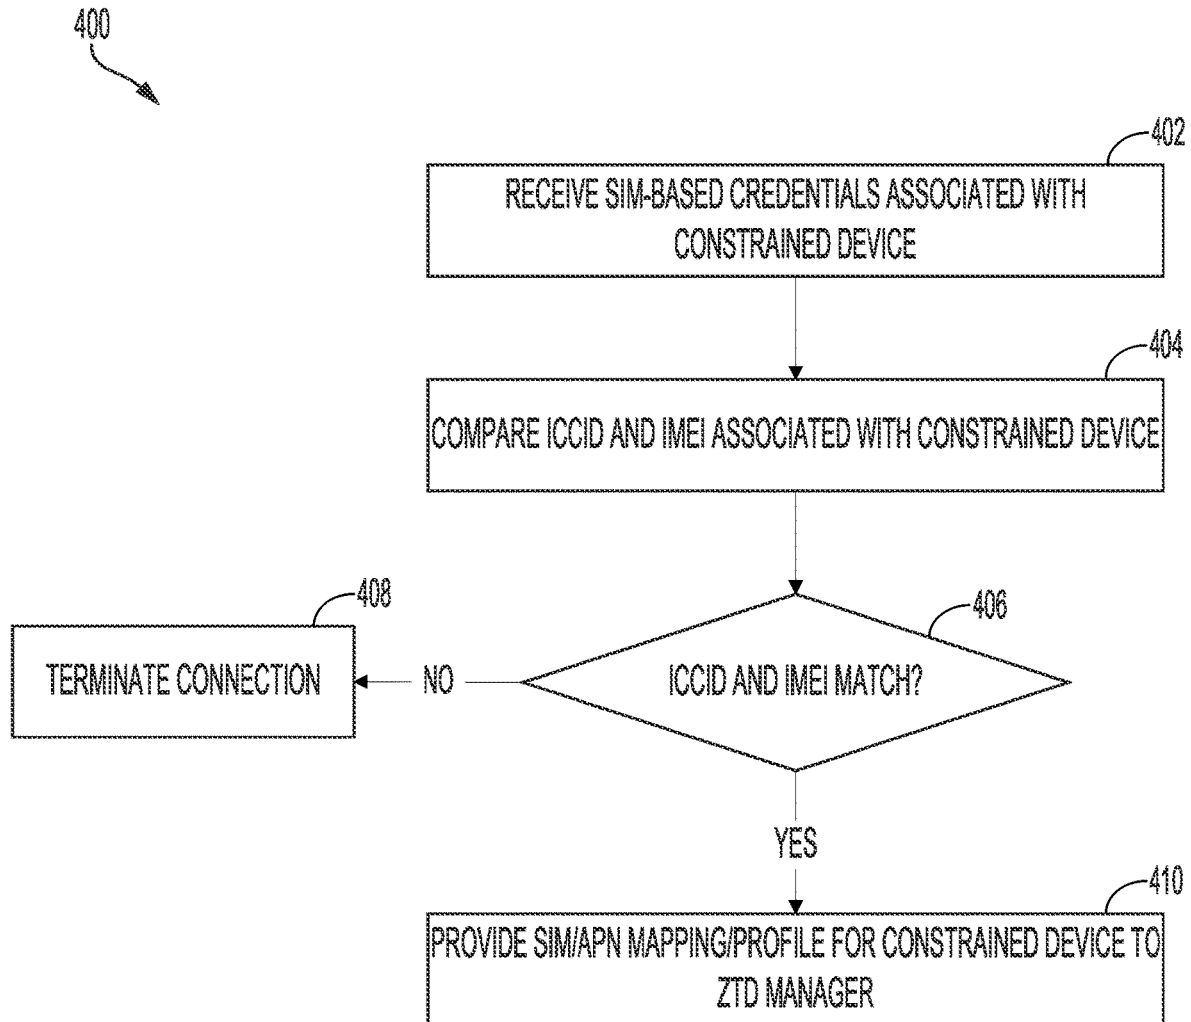 400
402
RECEIVE SIM-BASED CREDENTIALS ASSOCIATED WITH
CONSTRAINED DEVICE
404
COMPARE ICCID AND IMEI ASSOCIATED WITH CONSTRAINED DEVICE
406
ICCID AND IMEI MATCH?
408
TERMINATE CONNECTION
NO
YES
410
PROVIDE SIM/APN MAPPING/PROFILE FOR CONSTRAINED DEVICE TO
ZTD MANAGER